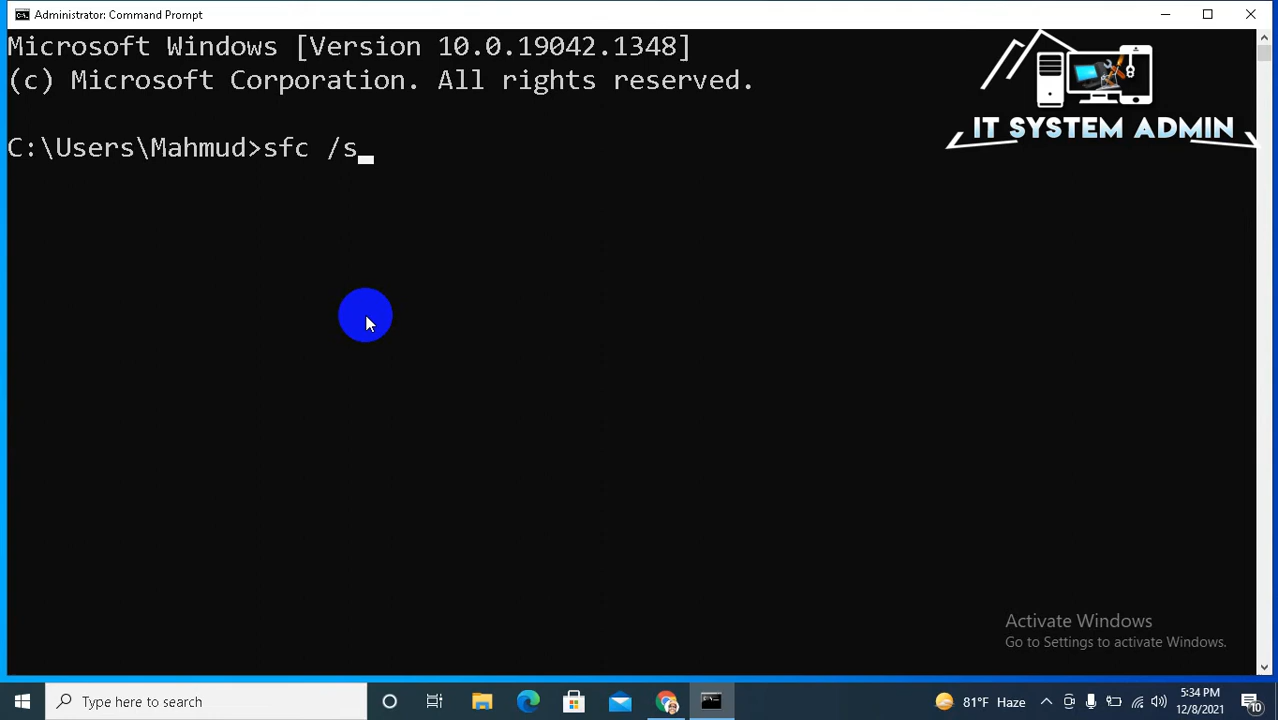 Administrator: Command Prompt
Microsoft Windows [Version 10.0.19042.1348]
(c) Microsoft Corporation. All rights reserved.
IT SYSTEM ADMIN
C:\Users\Mahmud>sfc /s_
Activate Windows
Go to Settings to activate Windows.
Type here to search
81°F Haze
5:34 PM
12/8/2021
10